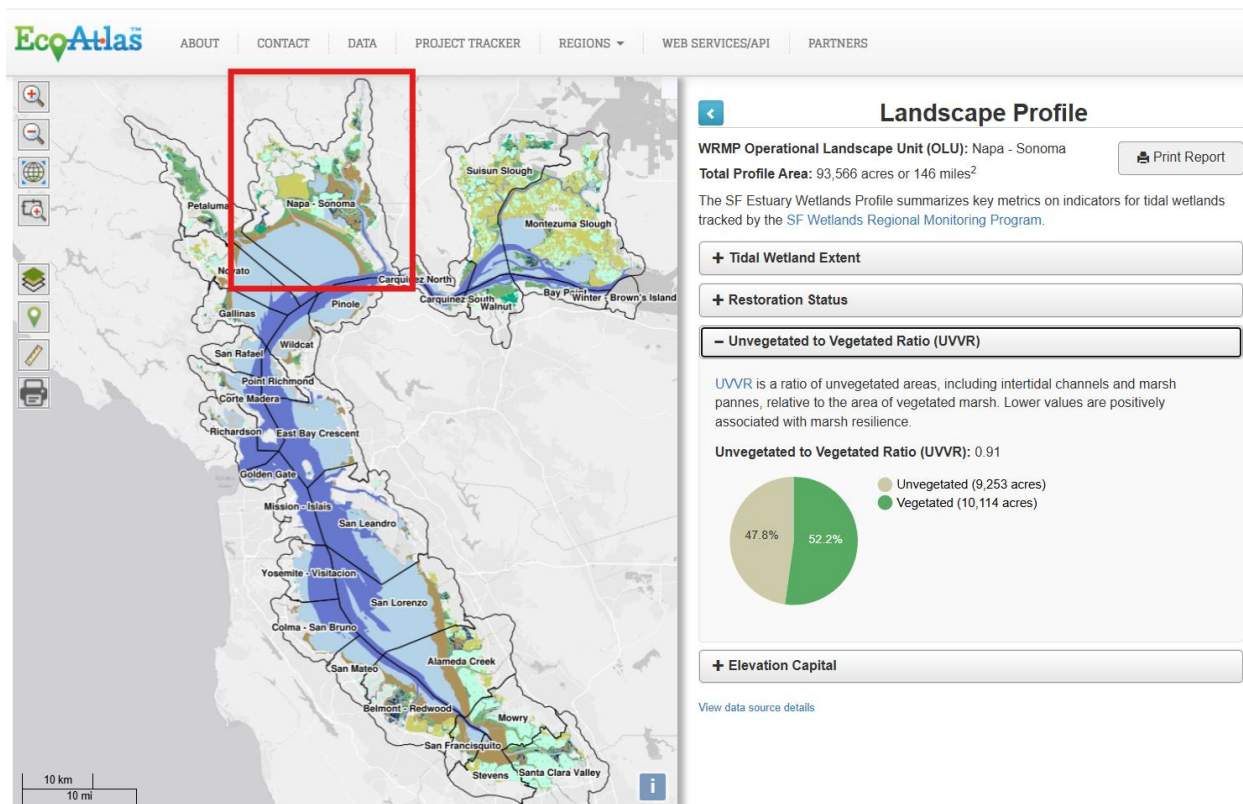 EcoAtlas™
ABOUT
CONTACT
DATA
PROJECT TRACKER
REGIONS
WEB SERVICES/API
PARTNERS
Petaluma
Napa - Sonoma
Suisun Slough
Montezuma Slough
Novato
Carquinez North
Gallinas
Pinole
Carquinez South
Walnut
Bay Point
Winter - Brown's Island
San Rafael
Wildcat
Point Richmond
Corte Madera
Richardson
East Bay Crescent
Golden Gate
Mission - Islais
San Leandro
Yosemite - Visitacion
San Lorenzo
Colma - San Bruno
San Mateo
Alameda Creek
Belmont - Redwood
Mowry
San Francisquito
Stevens
Santa Clara Valley
10 km
10 mi
i
Landscape Profile
WRMP Operational Landscape Unit (OLU): Napa - Sonoma
Total Profile Area: 93,566 acres or 146 miles2
Print Report
The SF Estuary Wetlands Profile summarizes key metrics on indicators for tidal wetlands
tracked by the SF Wetlands Regional Monitoring Program.
+ Tidal Wetland Extent
+ Restoration Status
− Unvegetated to Vegetated Ratio (UVVR)
UVVR is a ratio of unvegetated areas, including intertidal channels and marsh
pannes, relative to the area of vegetated marsh. Lower values are positively
associated with marsh resilience.
Unvegetated to Vegetated Ratio (UVVR): 0.91
47.8%
52.2%
Unvegetated (9,253 acres)
Vegetated (10,114 acres)
+ Elevation Capital
View data source details